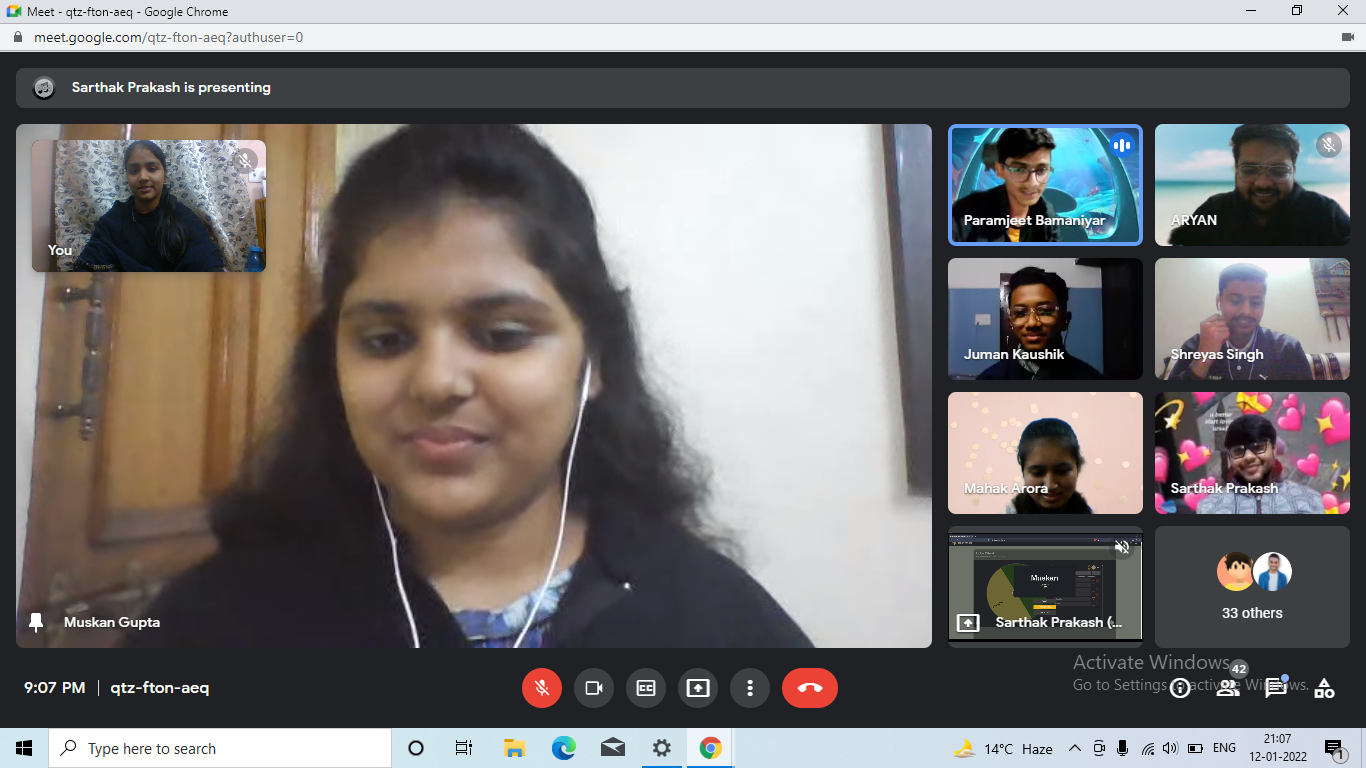 Meet - qtz-fton-aeq - Google Chrome
meet.google.com/qtz-fton-aeq?authuser=0
Sarthak Prakash is presenting
You
Muskan Gupta
Paramjeet Bamaniyar
ARYAN
Juman Kaushik
Shreyas Singh
Mahak Arora
Sarthak Prakash
Muskan
Sarthak Prakash (...
33 others
9:07 PM | qtz-fton-aeq
42
Activate Windows
Go to Settings to activate Windows.
Type here to search
14°C Haze
ENG
21:07
12-01-2022
1